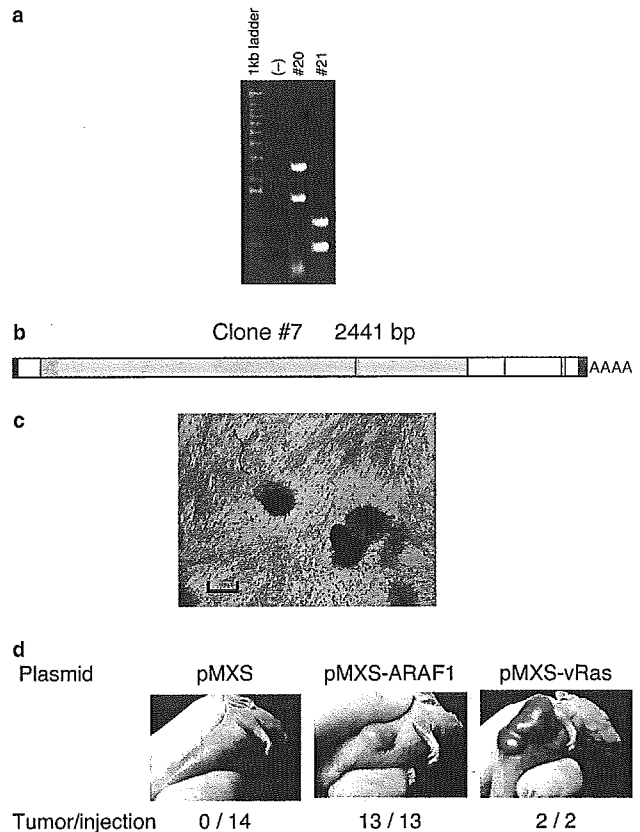 a
1kb ladder
(–)
#20
#21
b
Clone #7 2441 bp
AAAA
c
d
Plasmid pMXS pMXS-ARAF1 pMXS-vRas
Tumor/injection 0 / 14 13 / 13 2 / 2